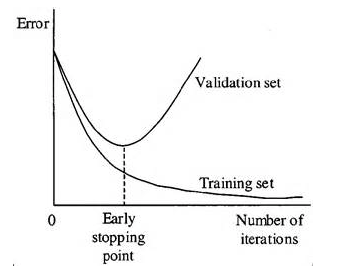 Error
Validation set
Training set
0
Early
stopping
point
Number of
iterations